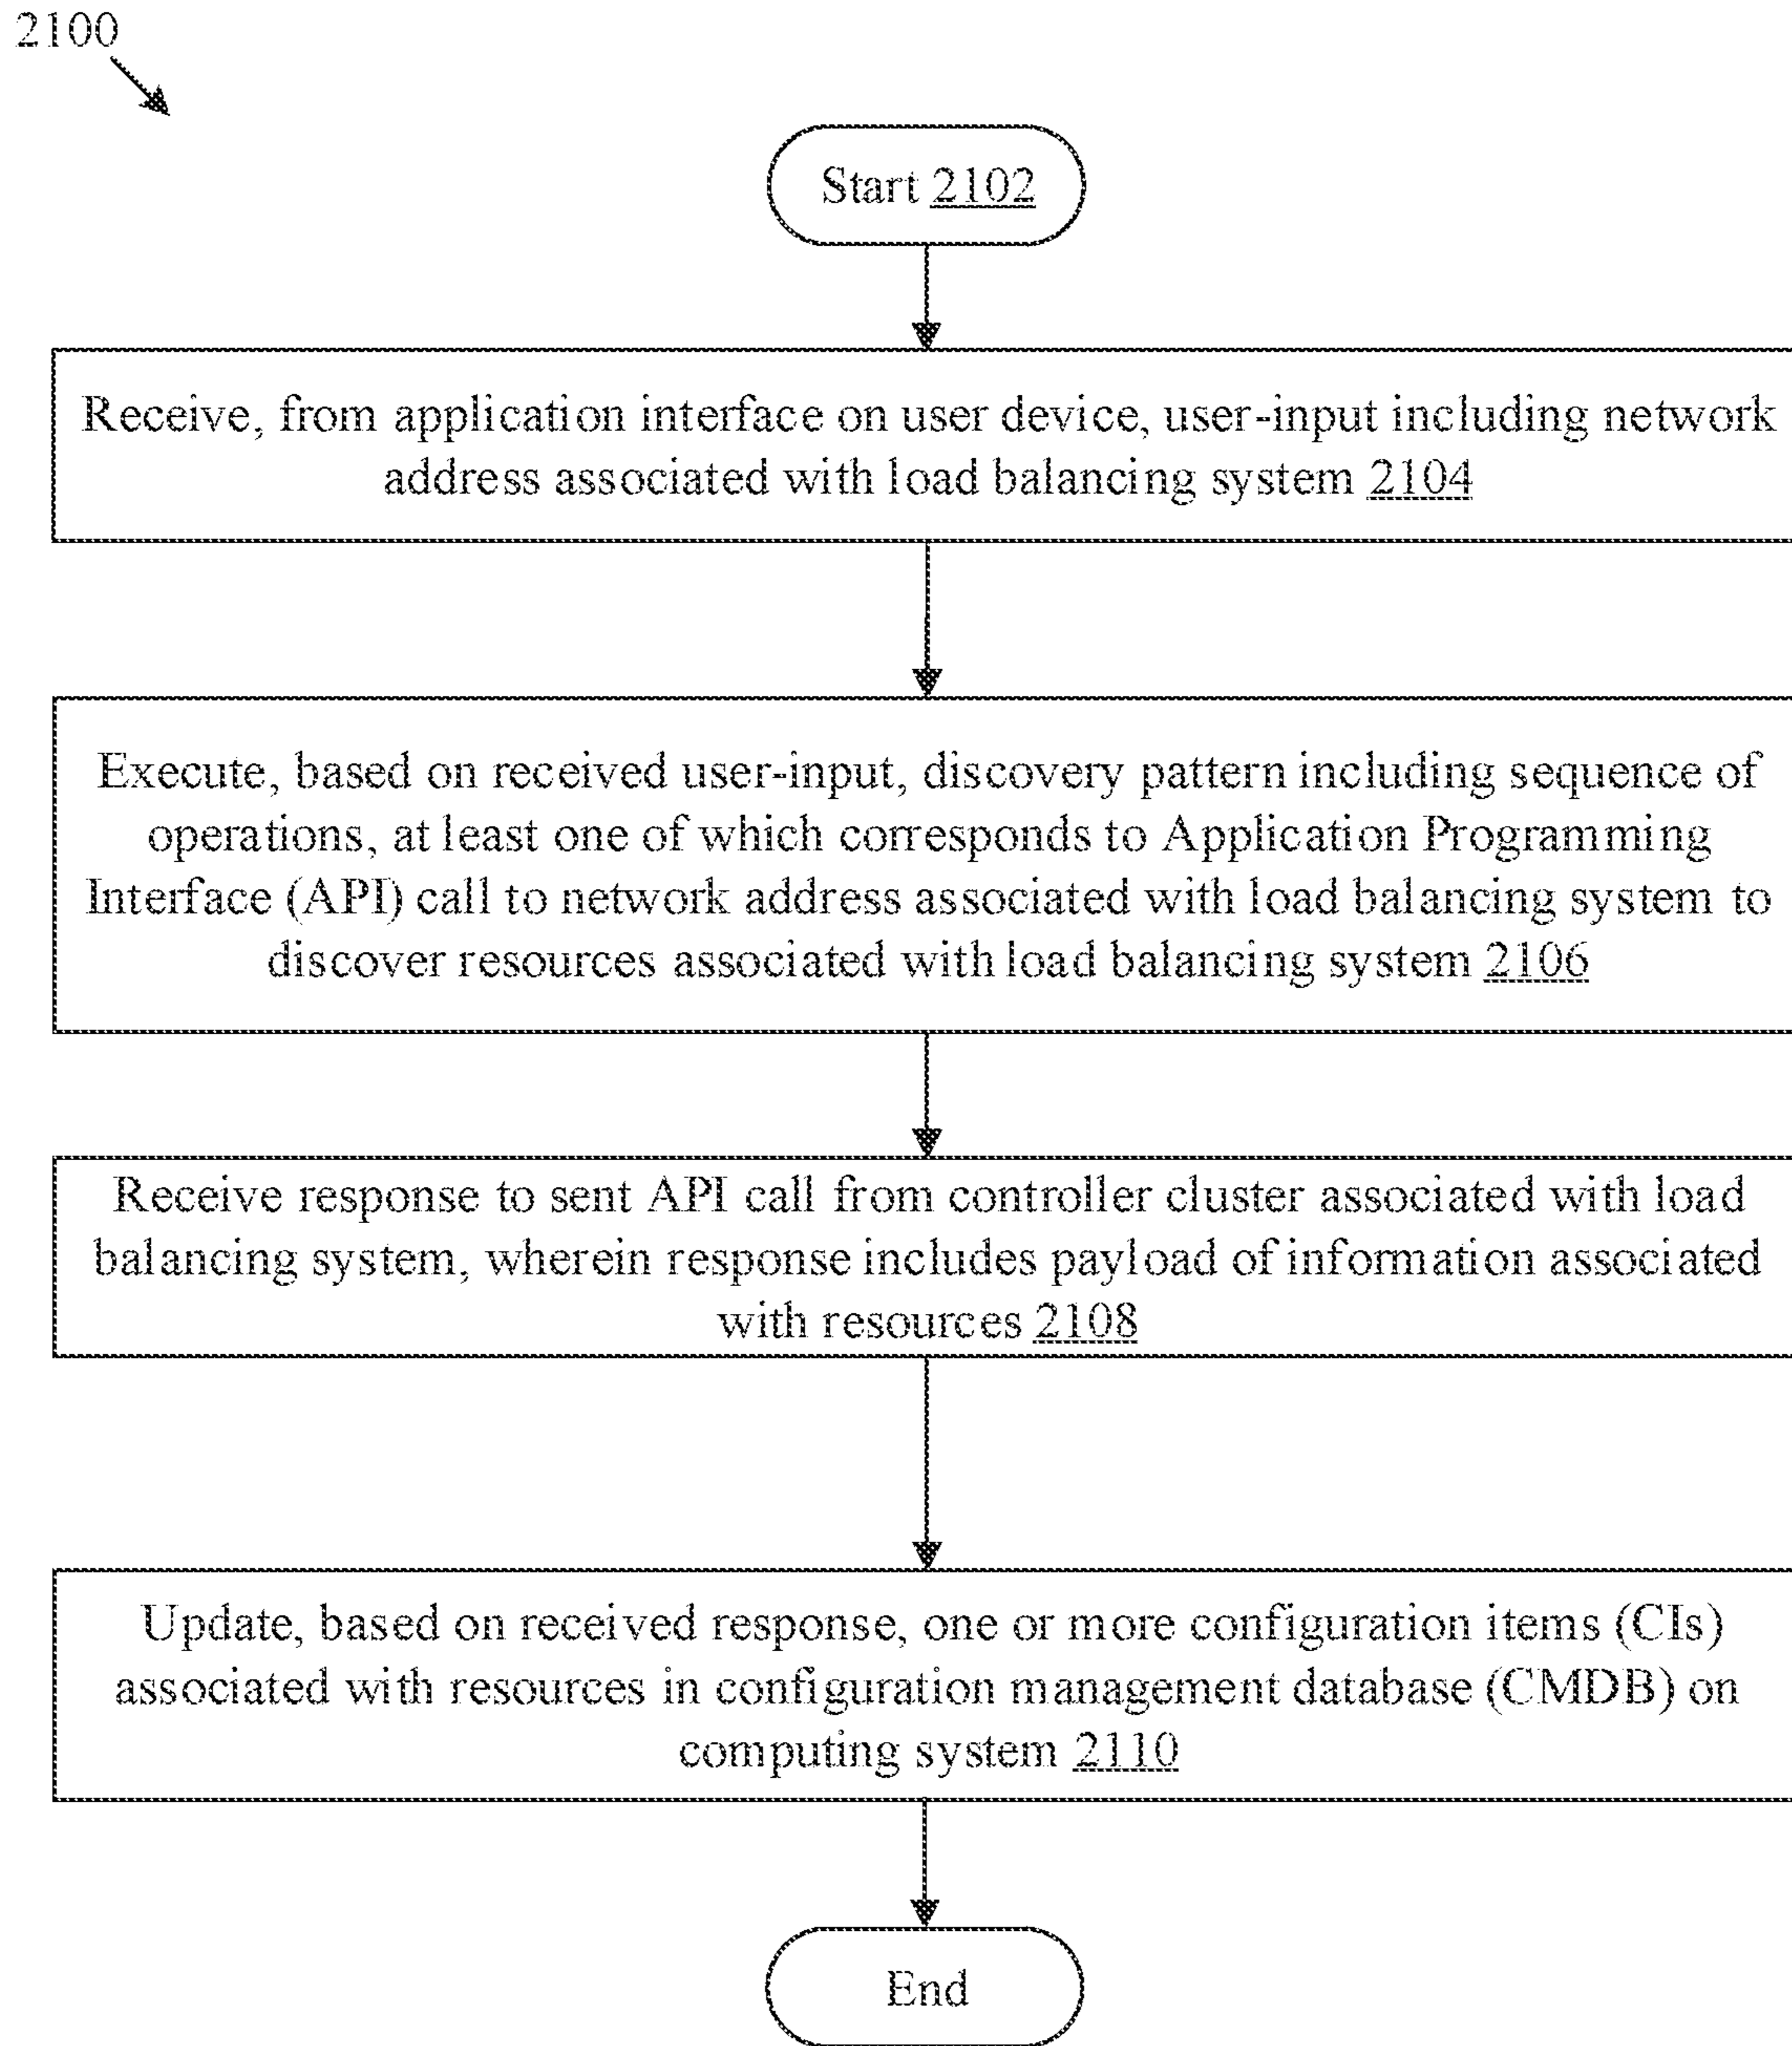 2100
Start 2102
Receive, from application interface on user device, user-input including network
address associated with load balancing system 2104
Execute, based on received user-input, discovery pattern including sequence of
operations, at least one of which corresponds to Application Programming
Interface (API) call to network address associated with load balancing system to
discover resources associated with load balancing system 2106
Receive response to sent API call from controller cluster associated with load
balancing system, wherein response includes payload of information associated
with resources 2108
Update, based on received response, one or more configuration items (CIs)
associated with resources in configuration management database (CMDB) on
computing system 2110
End